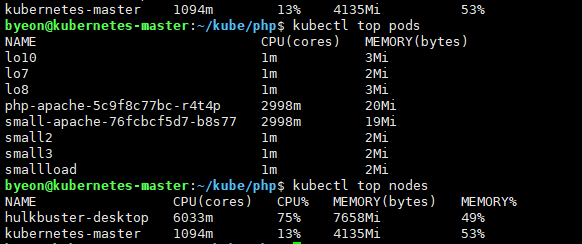 kubernetes-master   1094m        13%    4135Mi          53%
byeon@kubernetes-master:~/kube/php$ kubectl top pods
NAME                            CPU(cores)   MEMORY(bytes)
lo10                            1m           3Mi
lo7                             1m           2Mi
lo8                             1m           3Mi
php-apache-5c9f8c77bc-r4t4p     2998m        20Mi
small-apache-76fcbcf5d7-b8s77   2998m        19Mi
small2                          1m           2Mi
small3                          1m           2Mi
smallload                       1m           2Mi
byeon@kubernetes-master:~/kube/php$ kubectl top nodes
NAME                 CPU(cores)   CPU%   MEMORY(bytes)   MEMORY%
hulkbuster-desktop   6033m        75%    7658Mi          49%
kubernetes-master    1094m        13%    4135Mi          53%